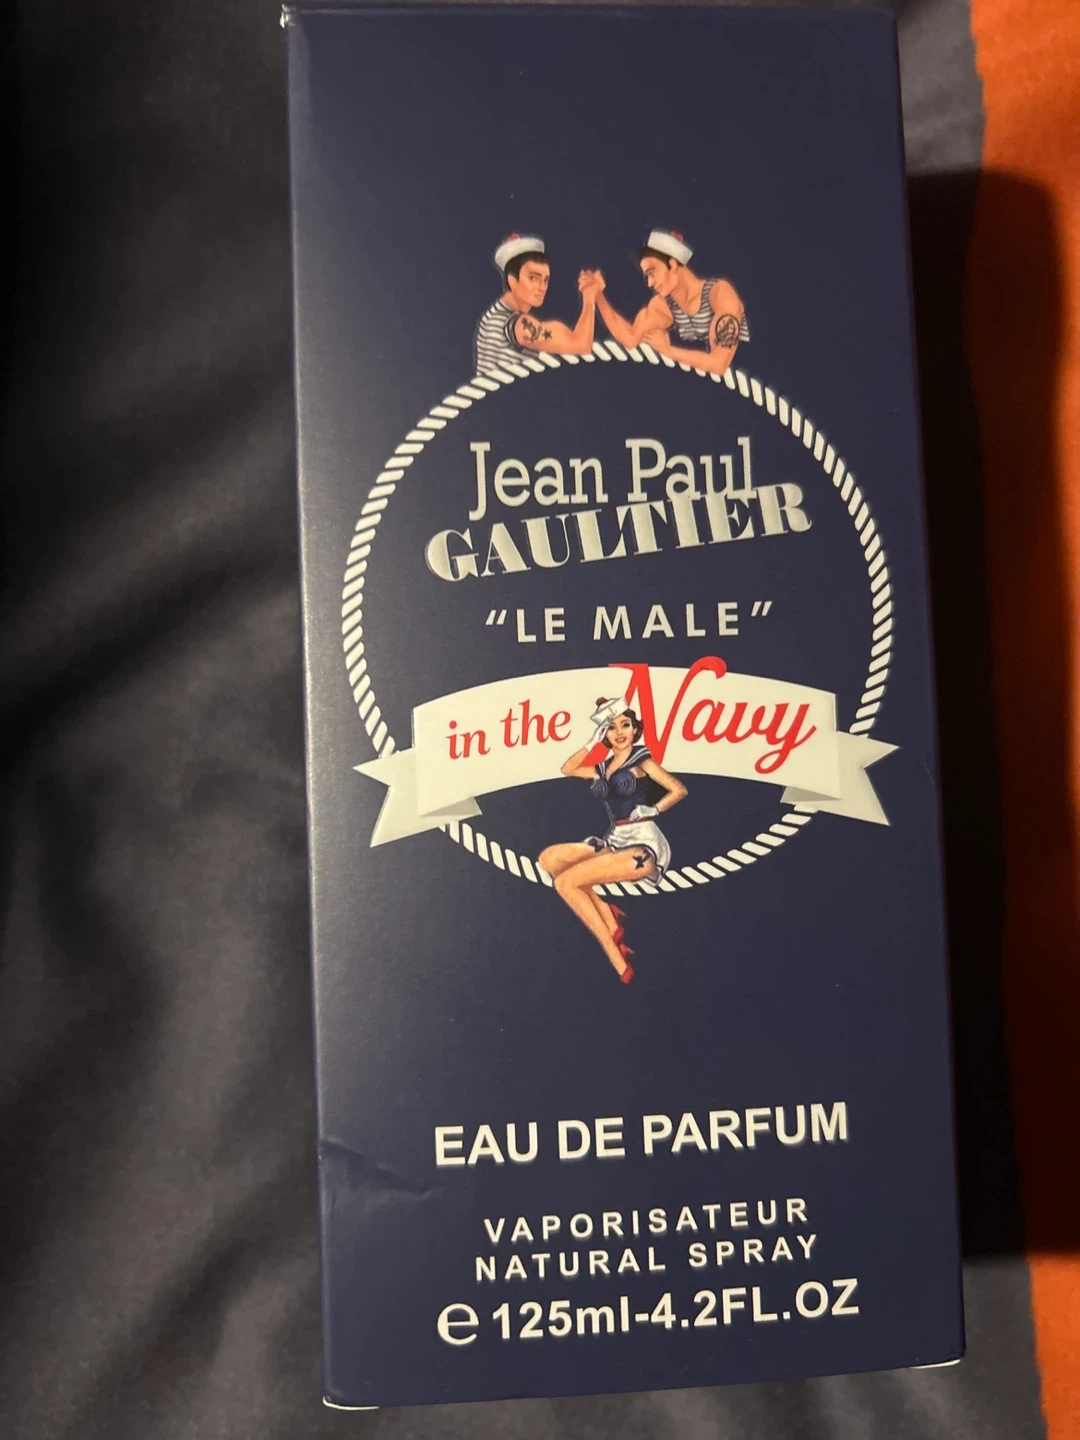 Jean Paul
GAULTIER
“LE MALE”
in the Navy
EAU DE PARFUM
VAPORISATEUR
NATURAL SPRAY
℮ 125ml-4.2FL.OZ